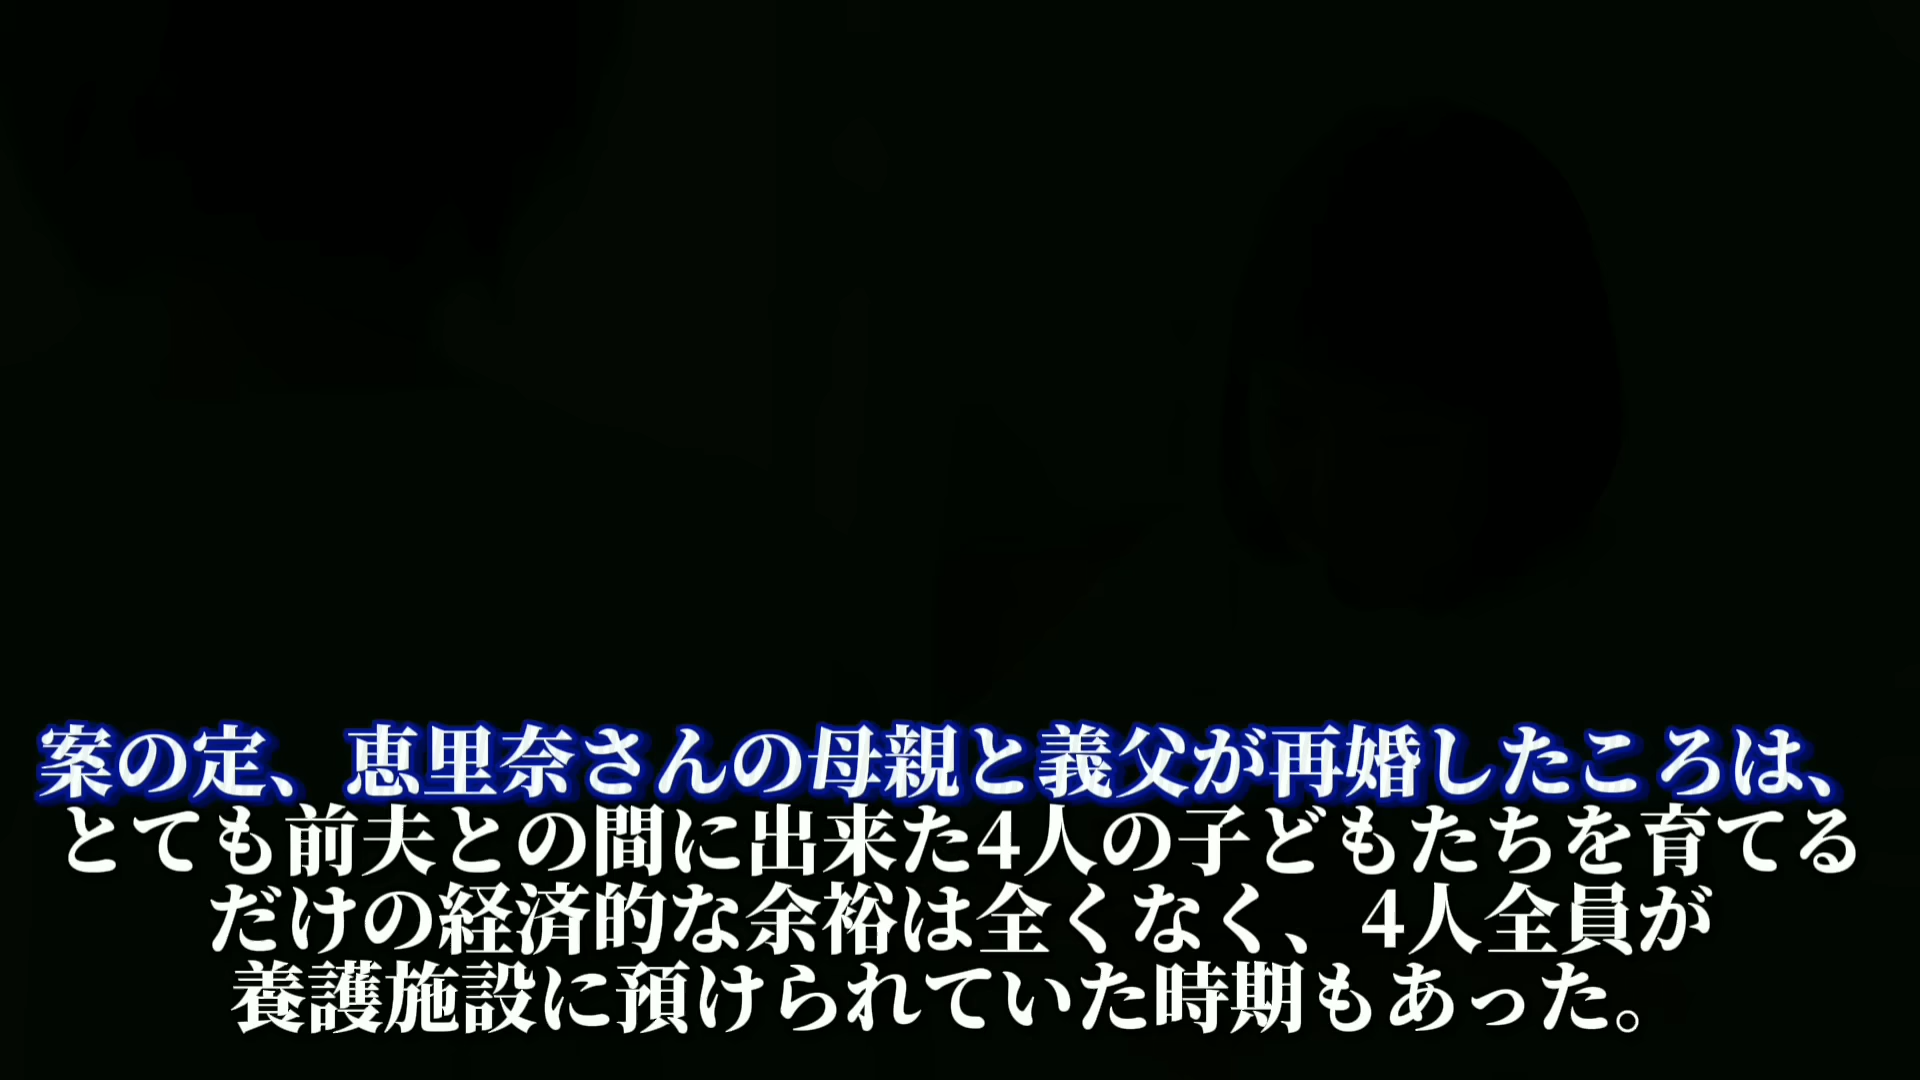 案の定、恵里奈さんの母親と義父が再婚したころは、
とても前夫との間に出来た4人の子どもたちを育てる
だけの経済的な余裕は全くなく、4人全員が
養護施設に預けられていた時期もあった。